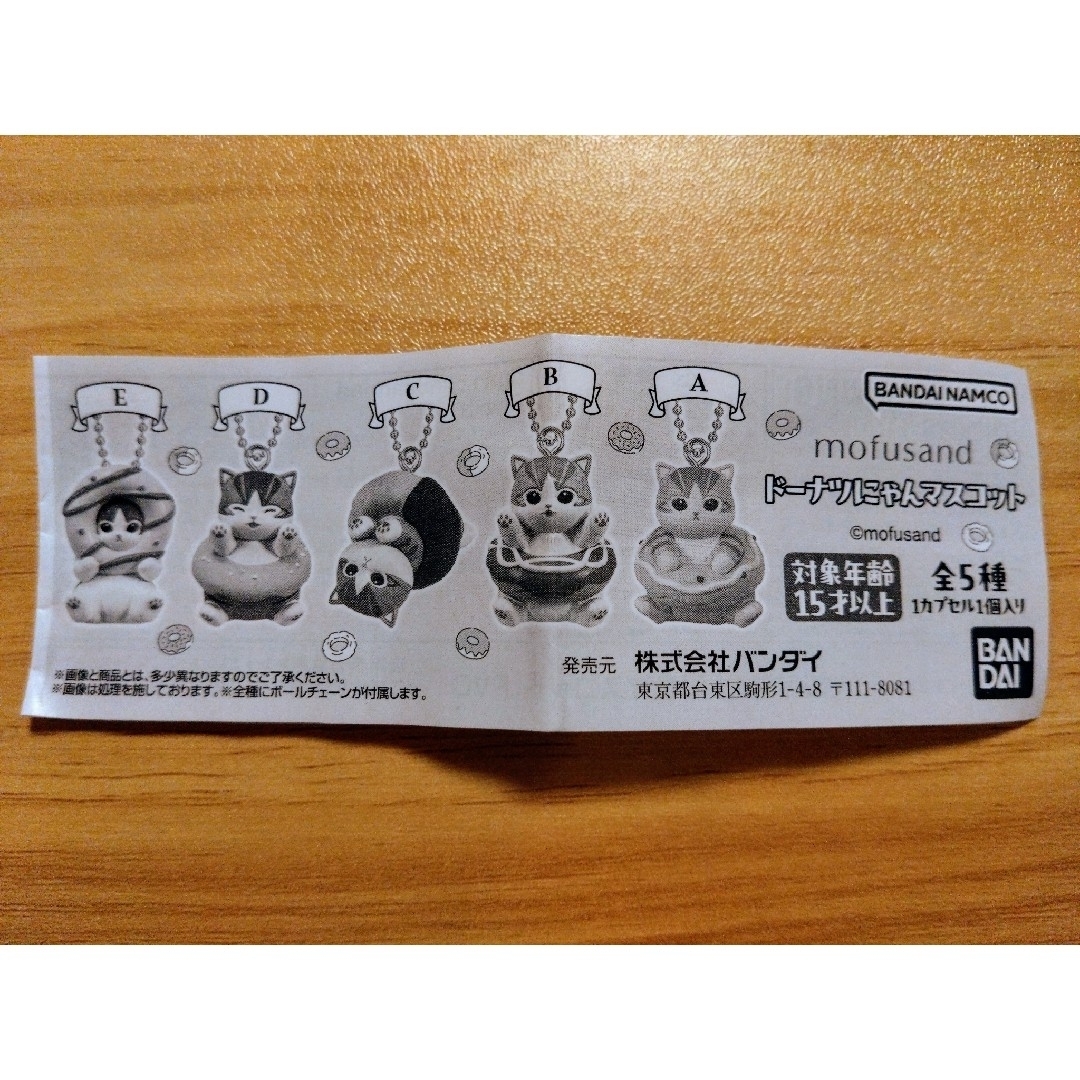 E
D
C
B
A
BANDAI NAMCO
mofusand
ドーナツにゃんマスコット
©mofusand
対象年齢
15才以上
全5種
1カプセル1個入り
※画像と商品とは、多少異なりますのでご了承ください。
※画像は処理を施しております。※全種にボールチェーンが付属します。
発売元 株式会社バンダイ
東京都台東区駒形1-4-8 〒111-8081
BAN
DAI